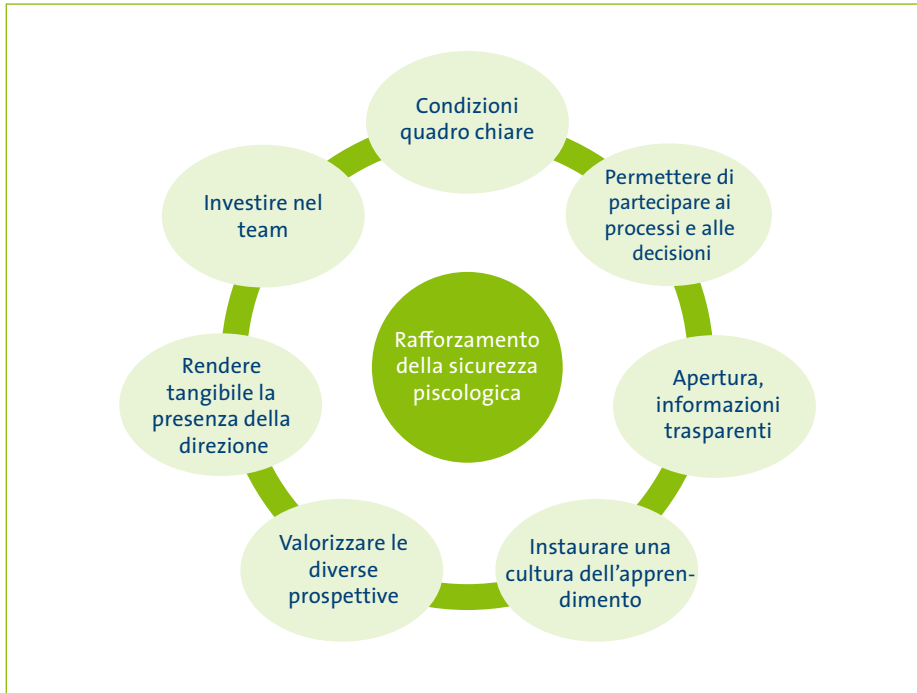 Condizioni
quadro chiare
Permettere di
partecipare ai
processi e alle
decisioni
Apertura,
informazioni
trasparenti
Instaurare una
cultura dell'appren-
dimento
Valorizzare le
diverse
prospettive
Rendere
tangibile la
presenza della
direzione
Investire nel
team
Rafforzamento
della sicurezza
piscologica